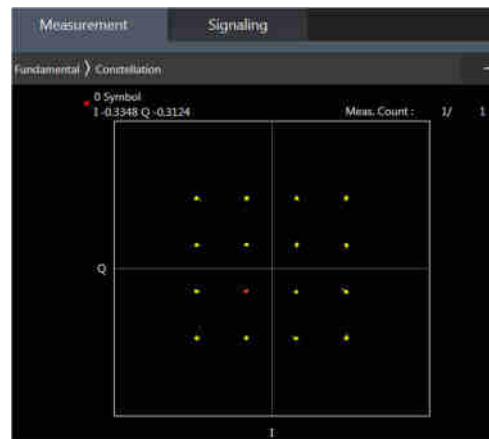 Measurement Signaling
Fundamental 〉 Constellation
0 Symbol
I -0.3348 Q -0.3124 Meas. Count : 1/ 1
Q
I